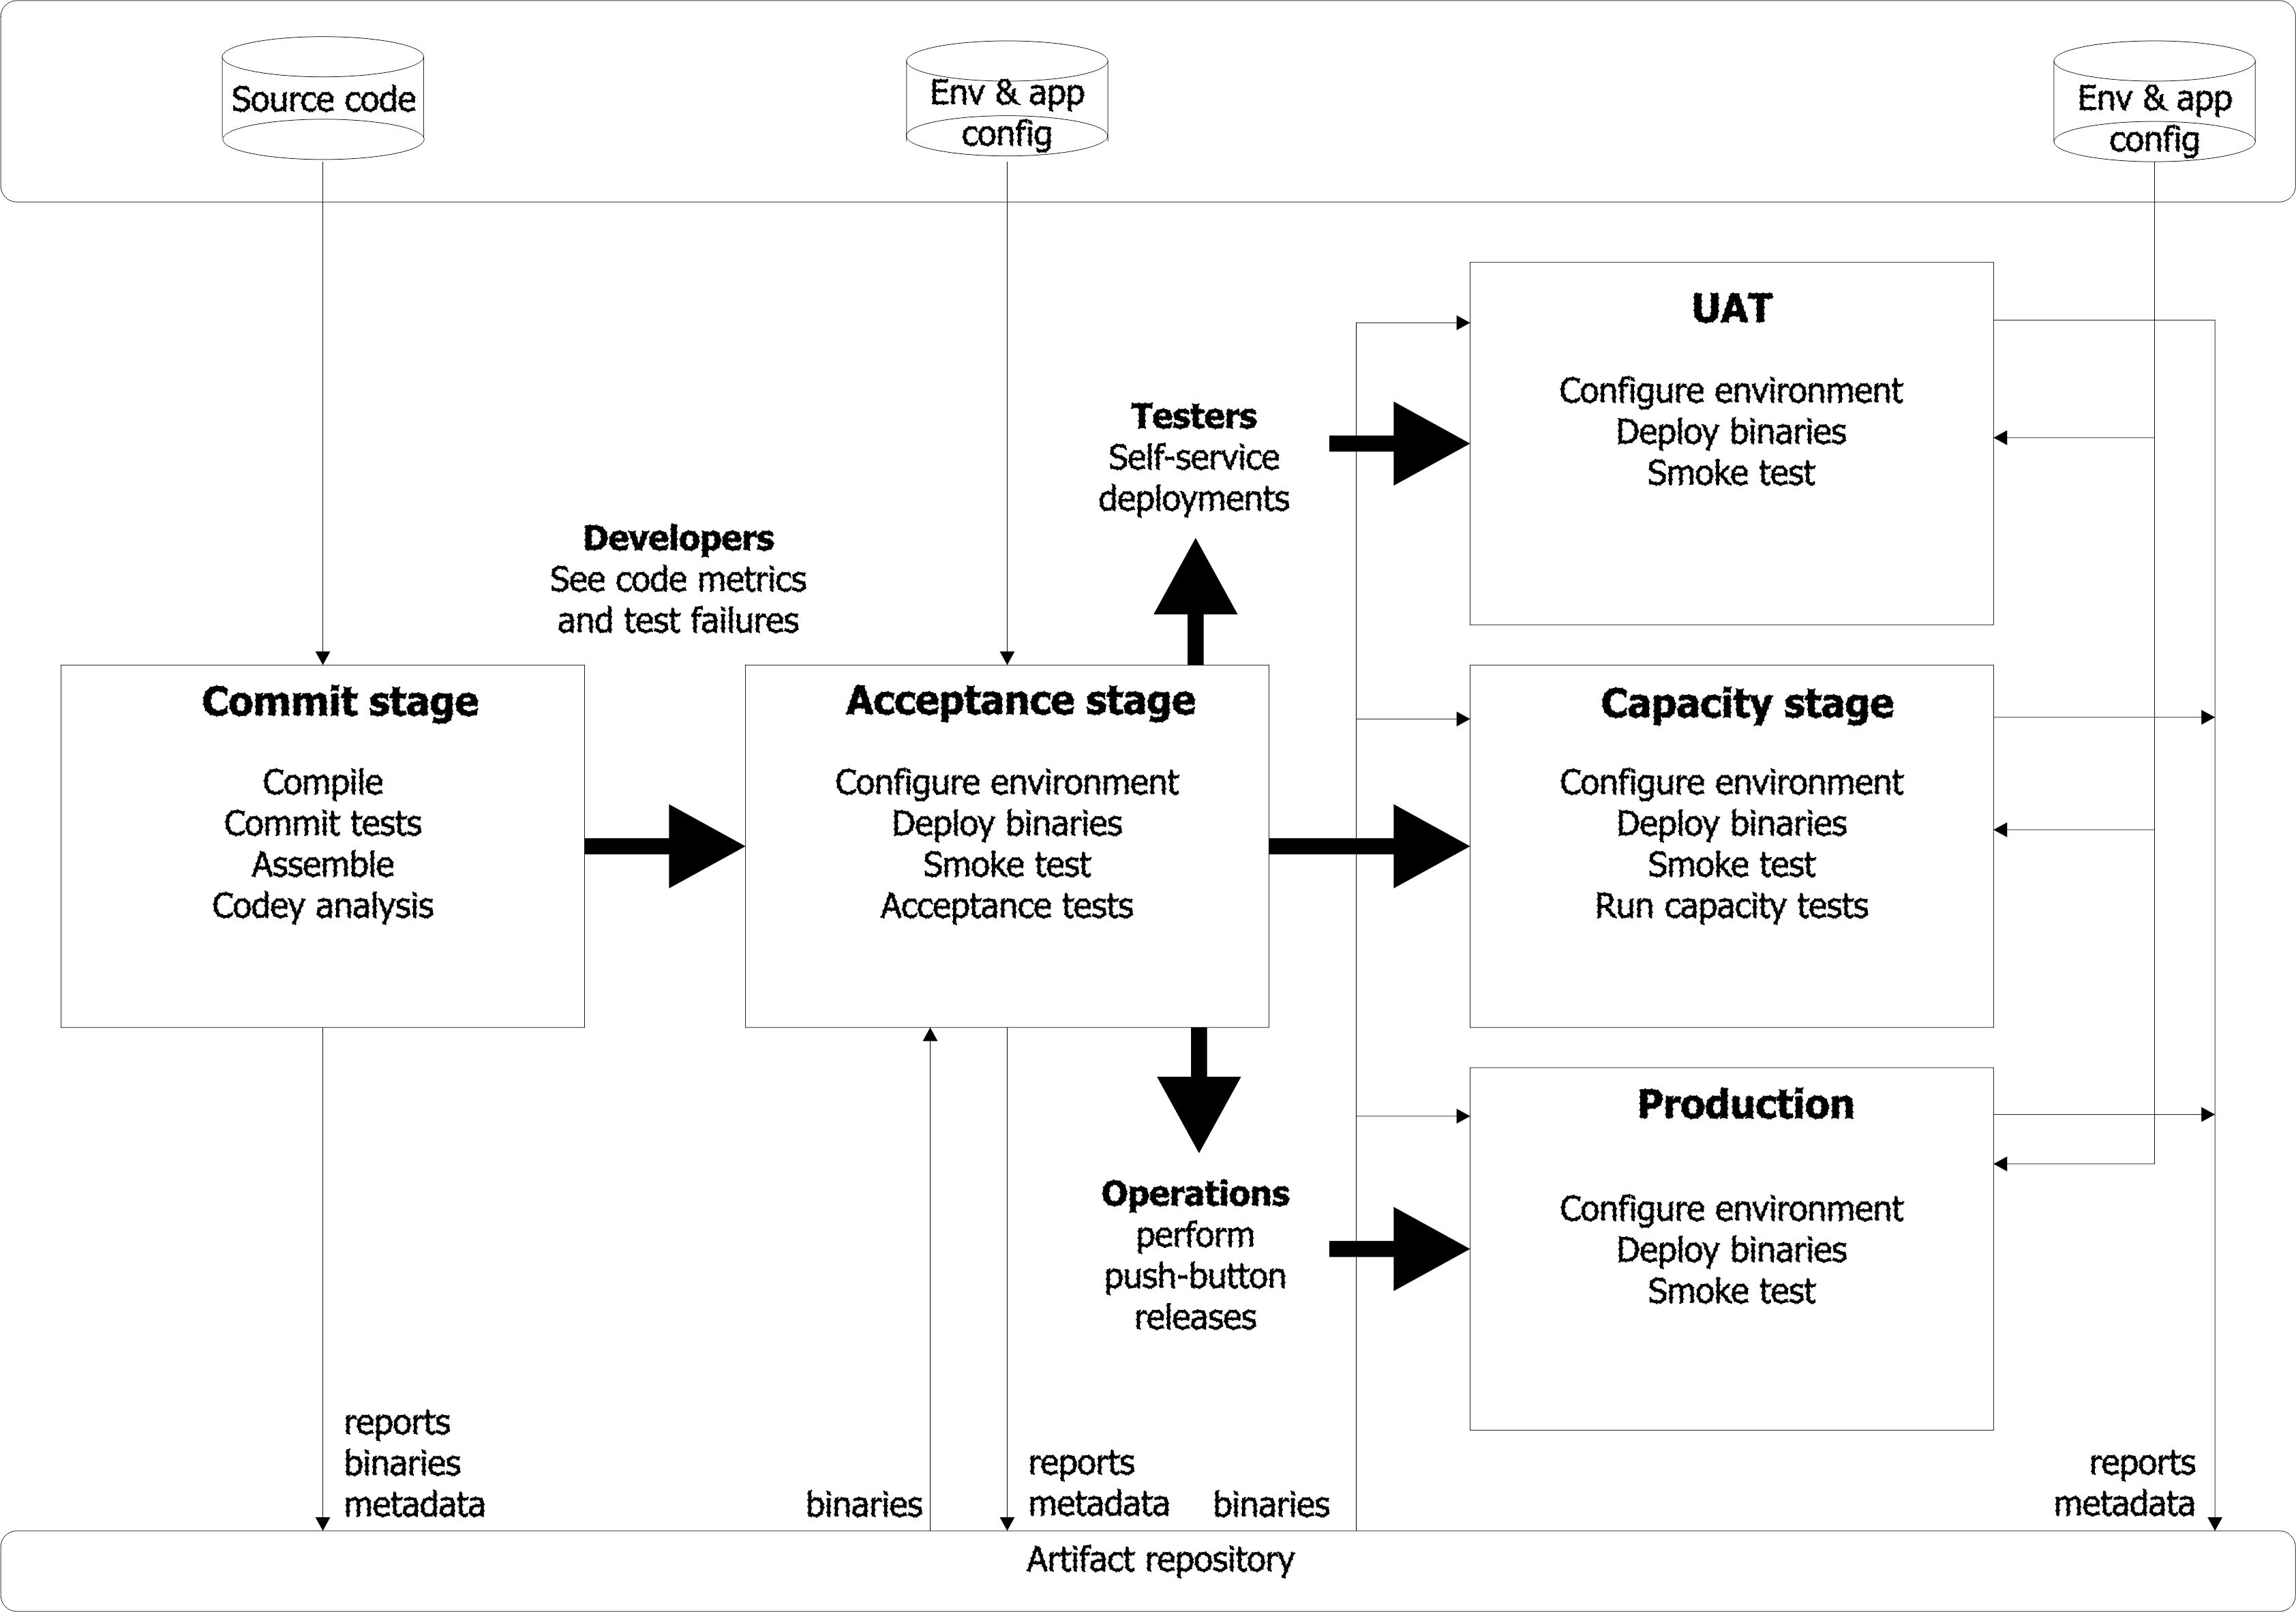 Source code
Env & app
config
Env & app
config
UAT
Configure environment
Deploy binaries
Smoke test
Testers
Self-service
deployments
Developers
See code metrics
and test failures
Commit stage
Compile
Commit tests
Assemble
Codey analysis
Acceptance stage
Configure environment
Deploy binaries
Smoke test
Acceptance tests
Capacity stage
Configure environment
Deploy binaries
Smoke test
Run capacity tests
Production
Configure environment
Deploy binaries
Smoke test
Operations
perform
push-button
releases
reports
binaries
metadata
binaries
reports
metadata
binaries
reports
metadata
Artifact repository